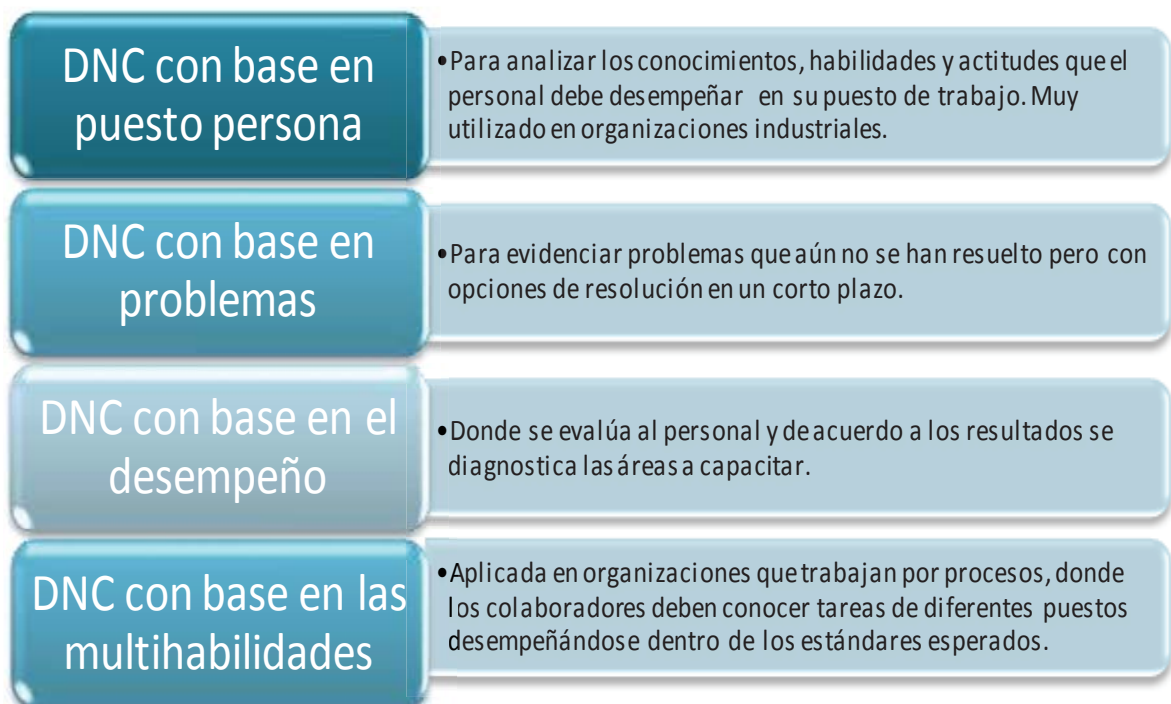 DNC con base en
puesto persona
•Para analizar los conocimientos, habilidades y actitudes que el
personal debe desempeñar en su puesto de trabajo. Muy
utilizado en organizaciones industriales.
DNC con base en
problemas
•Para evidenciar problemas que aún no se han resuelto pero con
opciones de resolución en un corto plazo.
DNC con base en el
desempeño
•Donde se evalúa al personal y de acuerdo a los resultados se
diagnostica las áreas a capacitar.
DNC con base en las
multihabilidades
•Aplicada en organizaciones que trabajan por procesos, donde
los colaboradores deben conocer tareas de diferentes puestos
desempeñándose dentro de los estándares esperados.